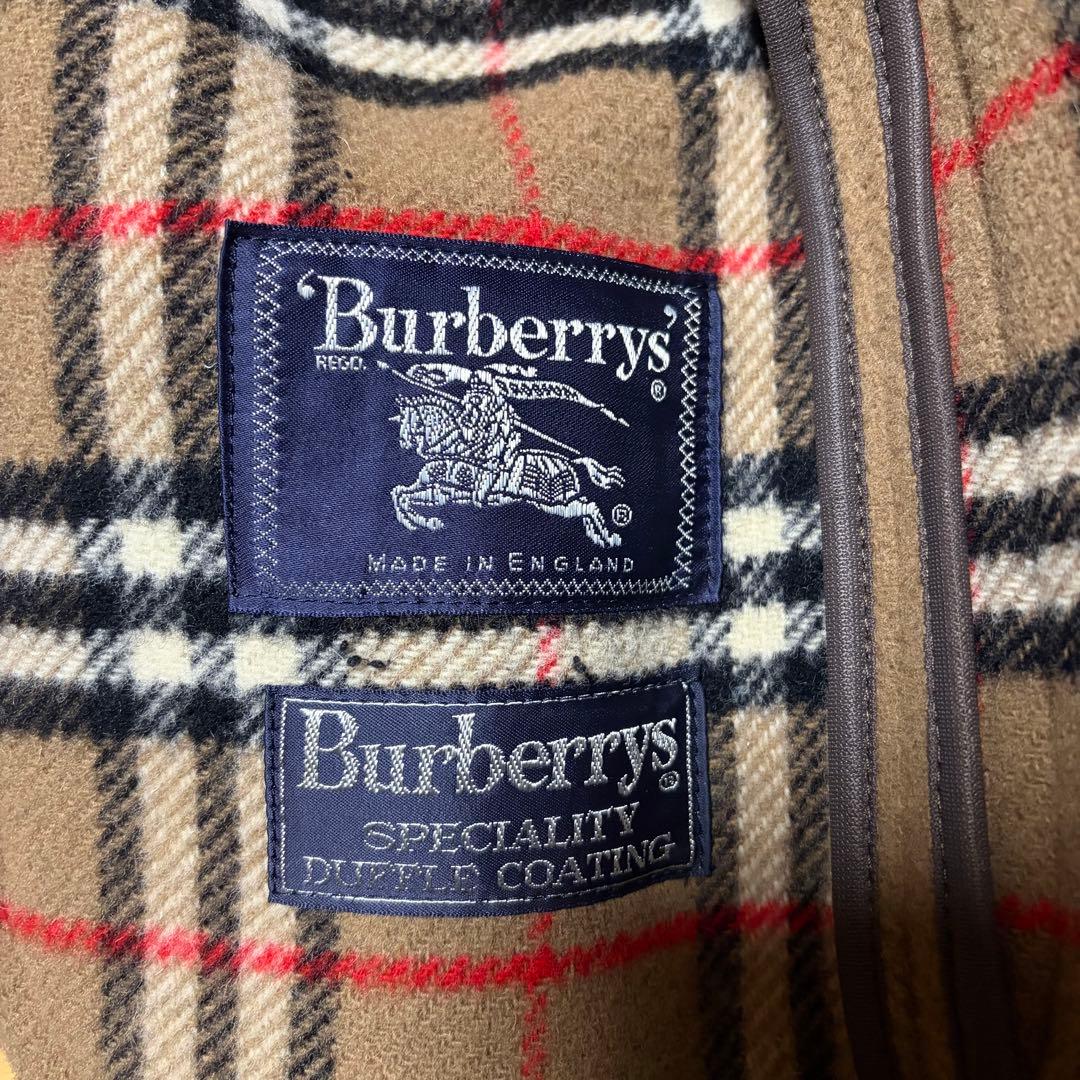 'Burberrys'
REGD. ®
®
MADE IN ENGLAND
Burberrys®
SPECIALITY
DUFFLE COATING